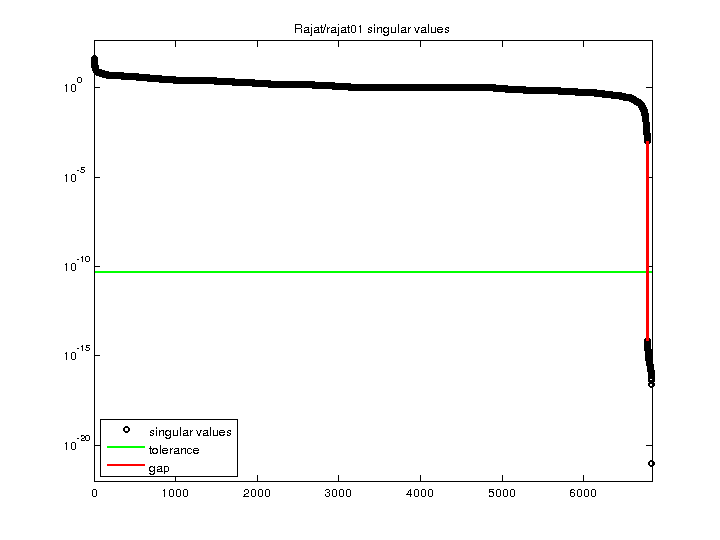 Rajat/rajat01 singular values
10^0
10^-5
10^-10
10^-15
10^-20
singular values
tolerance
gap
0 1000 2000 3000 4000 5000 6000